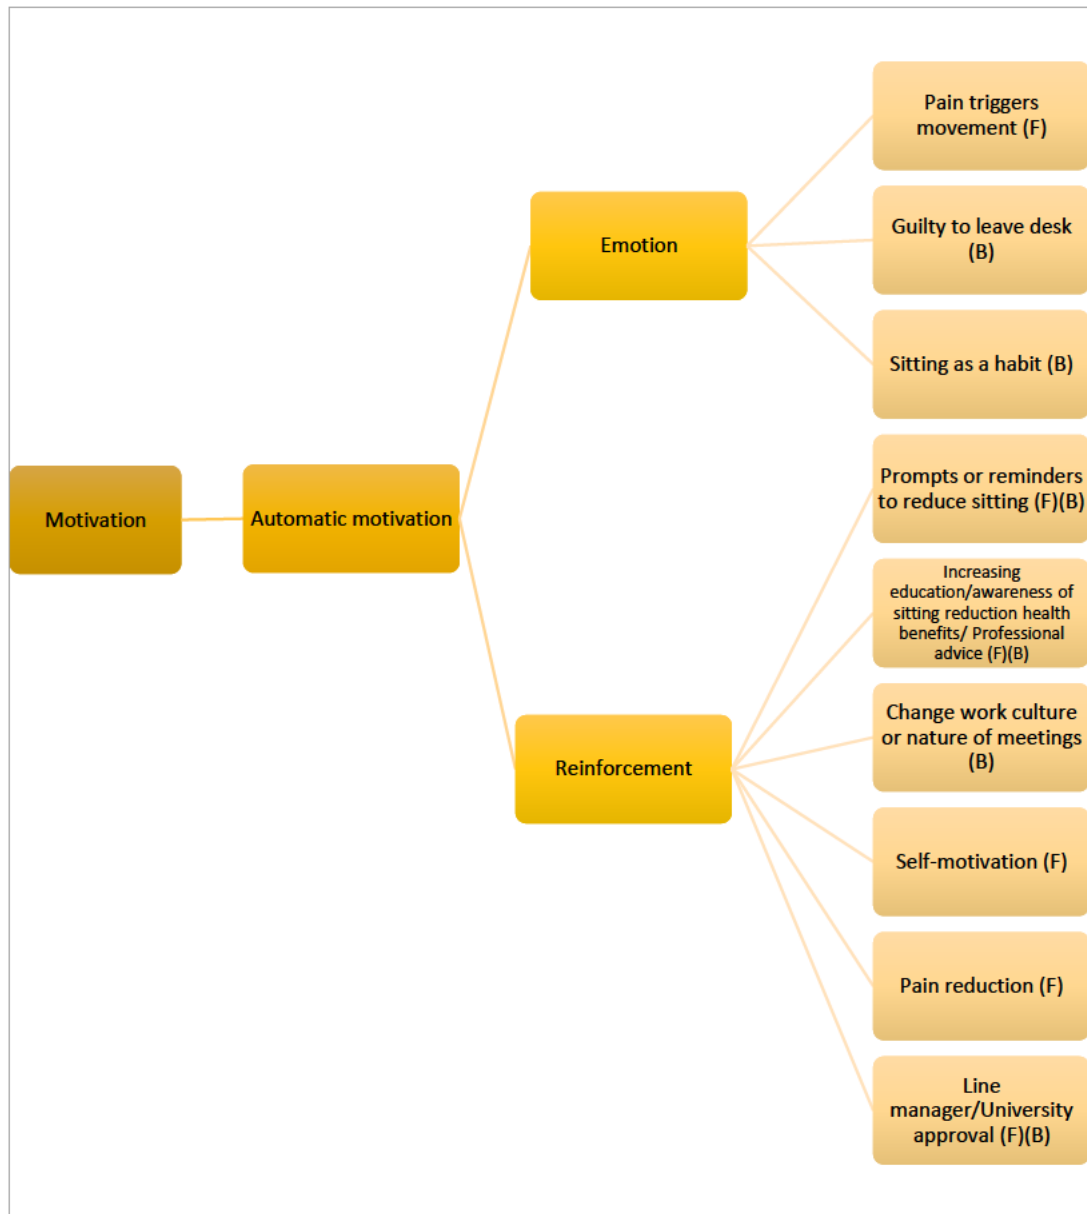 Pain triggers
movement (F)
Emotion
Guilty to leave desk
(B)
Sitting as a habit (B)
Motivation
Automatic motivation
Prompts or reminders
to reduce sitting (F)(B)
Increasing
education/awareness of
sitting reduction health
benefits/ Professional
advice (F)(B)
Reinforcement
Change work culture
or nature of meetings
(B)
Self-motivation (F)
Pain reduction (F)
Line
manager/University
approval (F)(B)